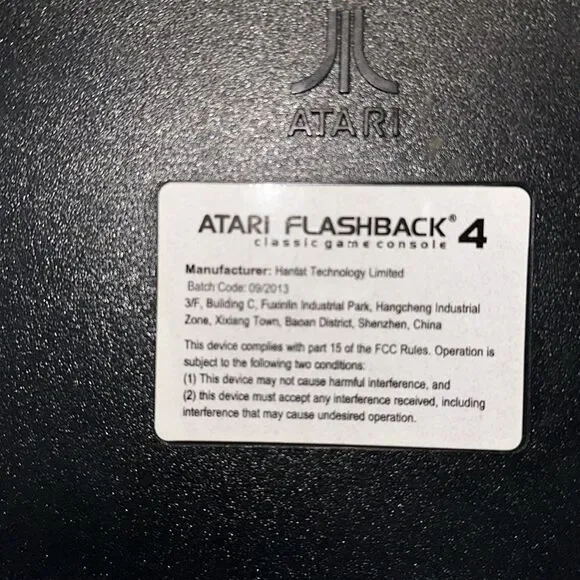 ATARI
ATARI FLASHBACK® 4
classic game console
Manufacturer: Hantat Technology Limited
Batch Code: 09/2013
3/F, Building C, Fuxinlin Industrial Park, Hangcheng Industrial
Zone, Xixiang Town, Baoan District, Shenzhen, China
This device complies with part 15 of the FCC Rules. Operation is
subject to the following two conditions:
(1) This device may not cause harmful interference, and
(2) this device must accept any interference received, including
interference that may cause undesired operation.